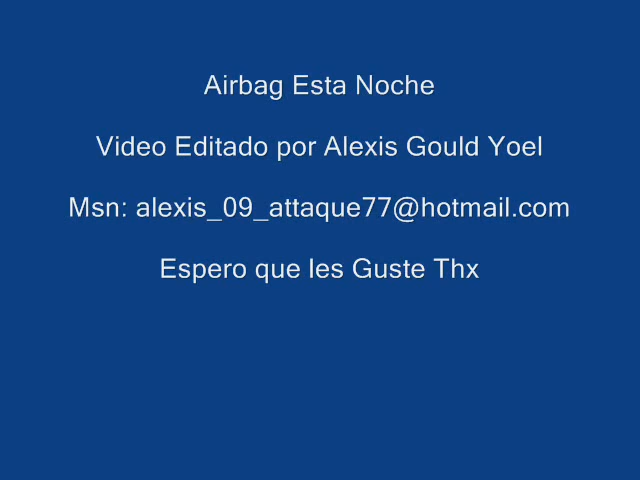 Airbag Esta Noche
Video Editado por Alexis Gould Yoel
Msn: alexis_09_attaque77@hotmail.com
Espero que les Guste Thx